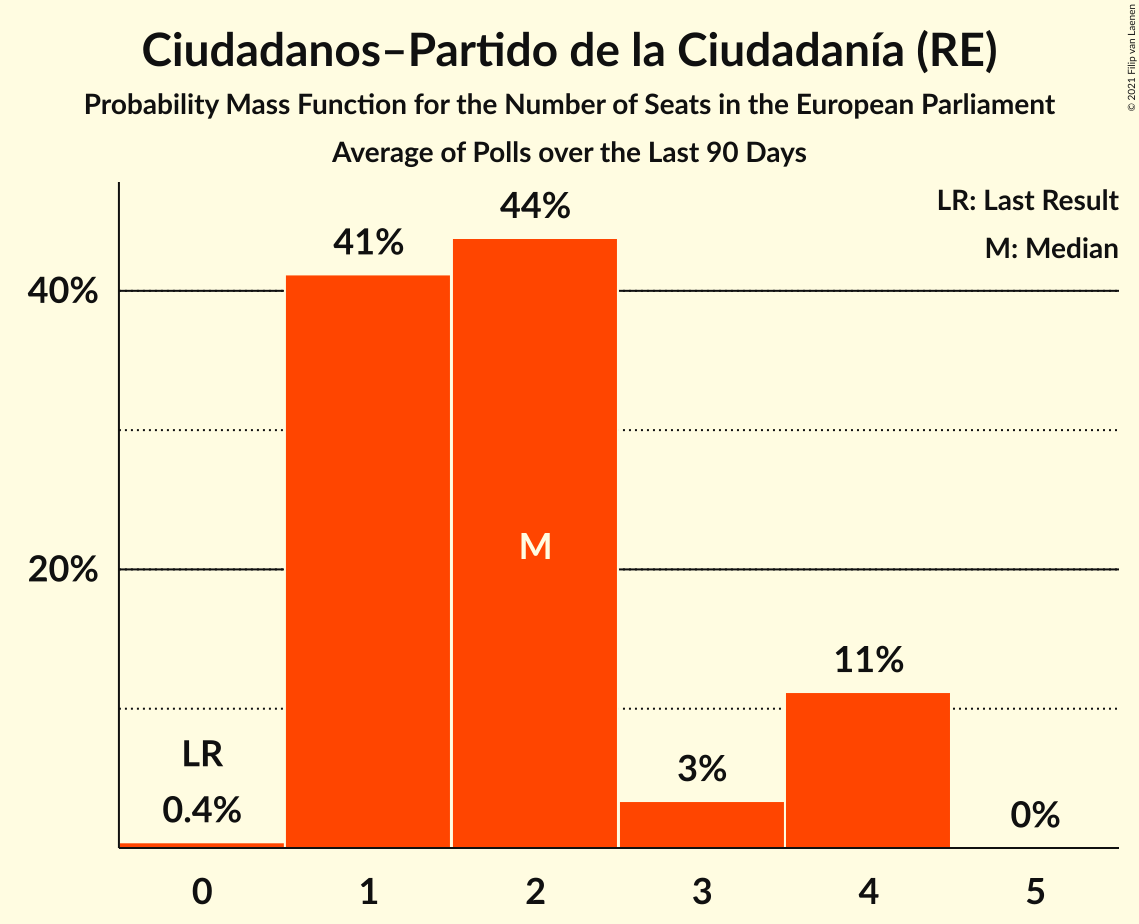 Ciudadanos–Partido de la Ciudadanía (RE)
Probability Mass Function for the Number of Seats in the European Parliament
Average of Polls over the Last 90 Days
© 2021 Filip van Laenen
LR: Last Result
M: Median
44%
41%
40%
M
20%
11%
3%
LR
0.4%
0%
0 1 2 3 4 5